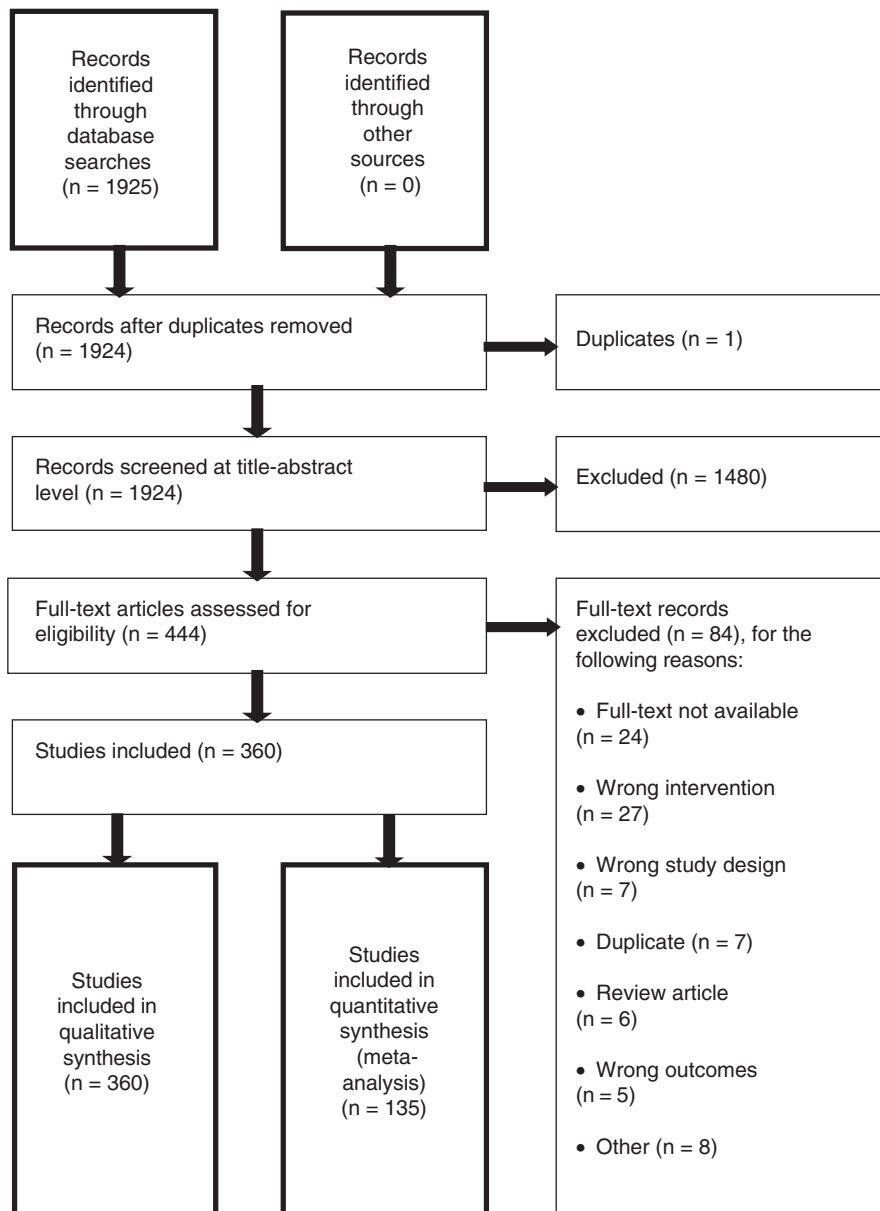 Records
identified
through
database
searches
(n = 1925)
Records
identified
through
other
sources
(n = 0)
Records after duplicates removed
(n = 1924)
Duplicates (n = 1)
Records screened at title-abstract
level (n = 1924)
Excluded (n = 1480)
Full-text articles assessed for
eligibility (n = 444)
Full-text records
excluded (n = 84), for the
following reasons:
• Full-text not available
(n = 24)
• Wrong intervention
(n = 27)
• Wrong study design
(n = 7)
• Duplicate (n = 7)
• Review article
(n = 6)
• Wrong outcomes
(n = 5)
• Other (n = 8)
Studies included (n = 360)
Studies
included in
qualitative
synthesis
(n = 360)
Studies
included in
quantitative
synthesis
(meta-
analysis)
(n = 135)